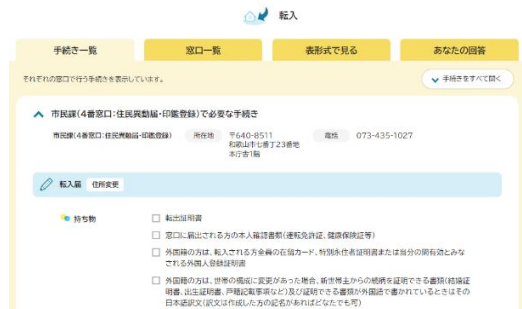 転入
手続き一覧
窓口一覧
表形式で見る
あなたの回答
それぞれの窓口で行う手続きを表示しています。
手続きをすべて開く
市民課(4番窓口:住民異動届・印鑑登録)で必要な手続き
市民課(4番窓口:住民異動届・印鑑登録) 所在地 〒640-8511 電話 073-435-1027
和歌山市七番丁23番地
本庁舎1階
転入届 住所変更
持ち物
転出証明書
窓口に届出される方の本人確認書類(運転免許証、健康保険証等)
外国籍の方は、転入される方全員の在留カード、特別永住者証明書または当分の間有効とみな
される外国人登録証明書
外国籍の方は、世帯の構成に変更があった場合、新世帯主からの続柄を証明できる書類(結婚証
明書、出生証明書、戸籍記載事項など)及び証明できる書類が外国語で書かれているときはその
日本語訳文(訳文は作成した方の記名があればどなたでも可)